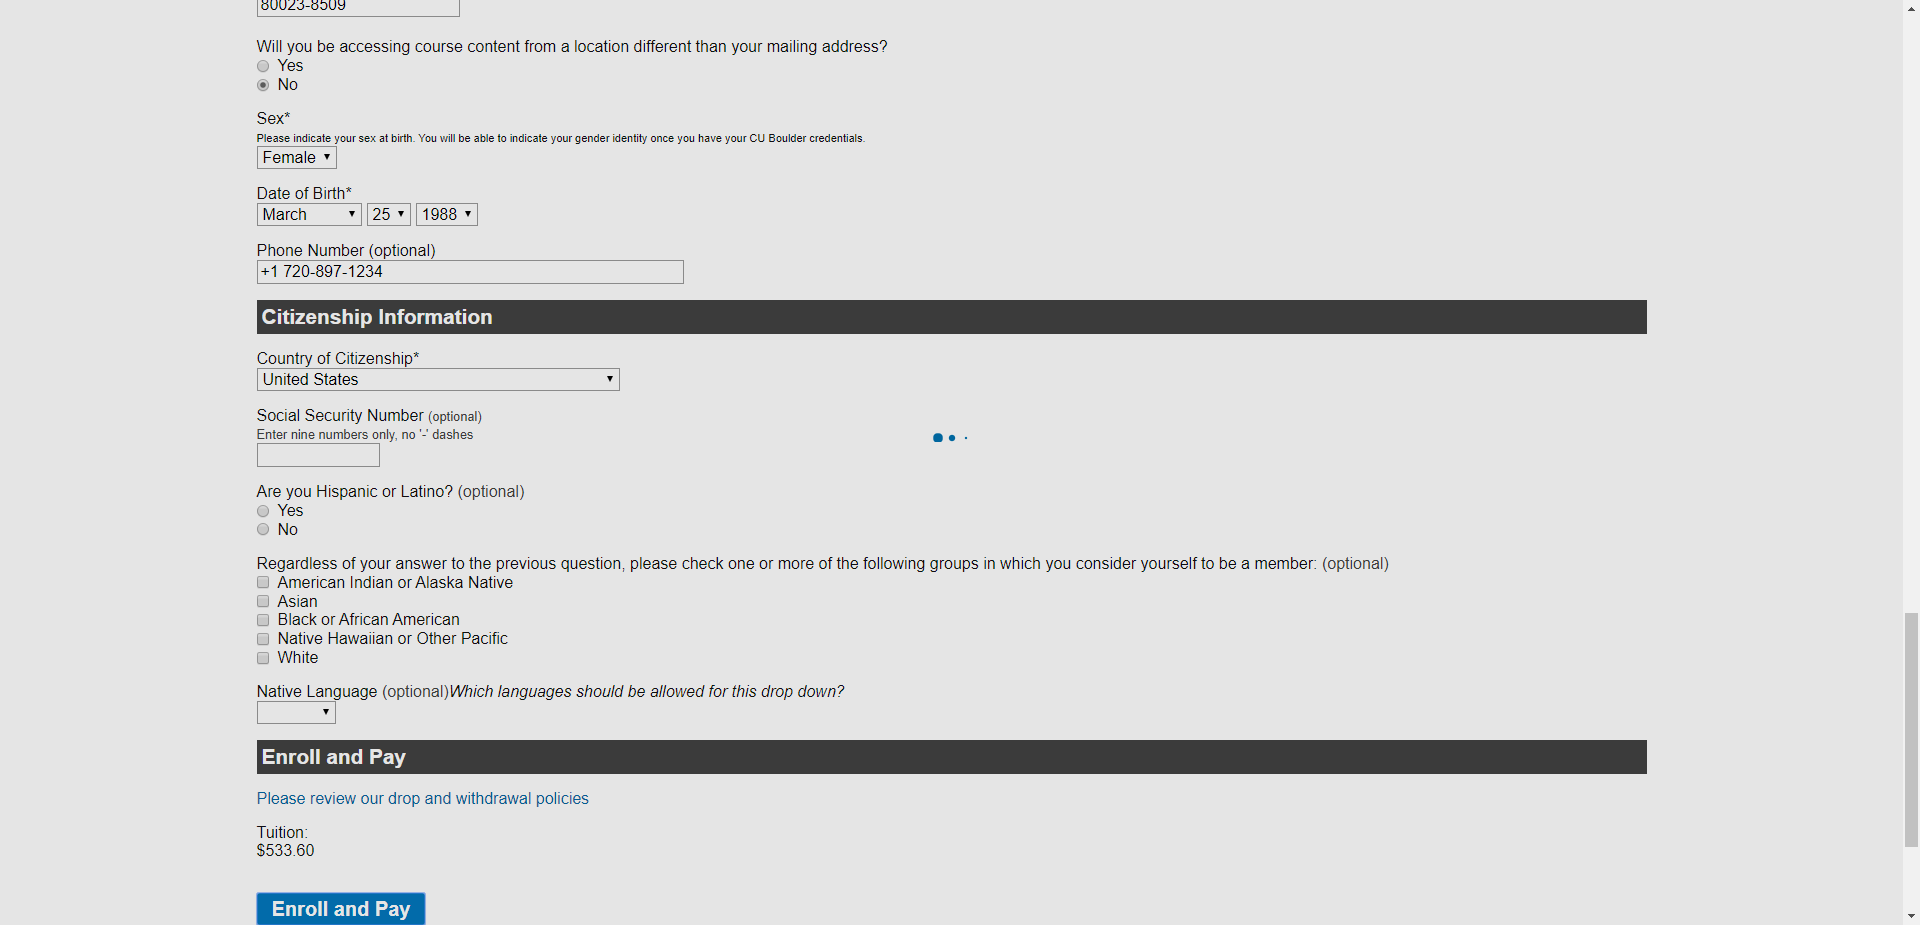 80023-8509
Will you be accessing course content from a location different than your mailing address?
Yes
No
Sex*
Please indicate your sex at birth. You will be able to indicate your gender identity once you have your CU Boulder credentials.
Female
Date of Birth*
March 25 1988
Phone Number (optional)
+1 720-897-1234
Citizenship Information
Country of Citizenship*
United States
Social Security Number (optional)
Enter nine numbers only, no '-' dashes
Are you Hispanic or Latino? (optional)
Yes
No
Regardless of your answer to the previous question, please check one or more of the following groups in which you consider yourself to be a member: (optional)
American Indian or Alaska Native
Asian
Black or African American
Native Hawaiian or Other Pacific
White
Native Language (optional)Which languages should be allowed for this drop down?
Enroll and Pay
Please review our drop and withdrawal policies
Tuition:
$533.60
Enroll and Pay